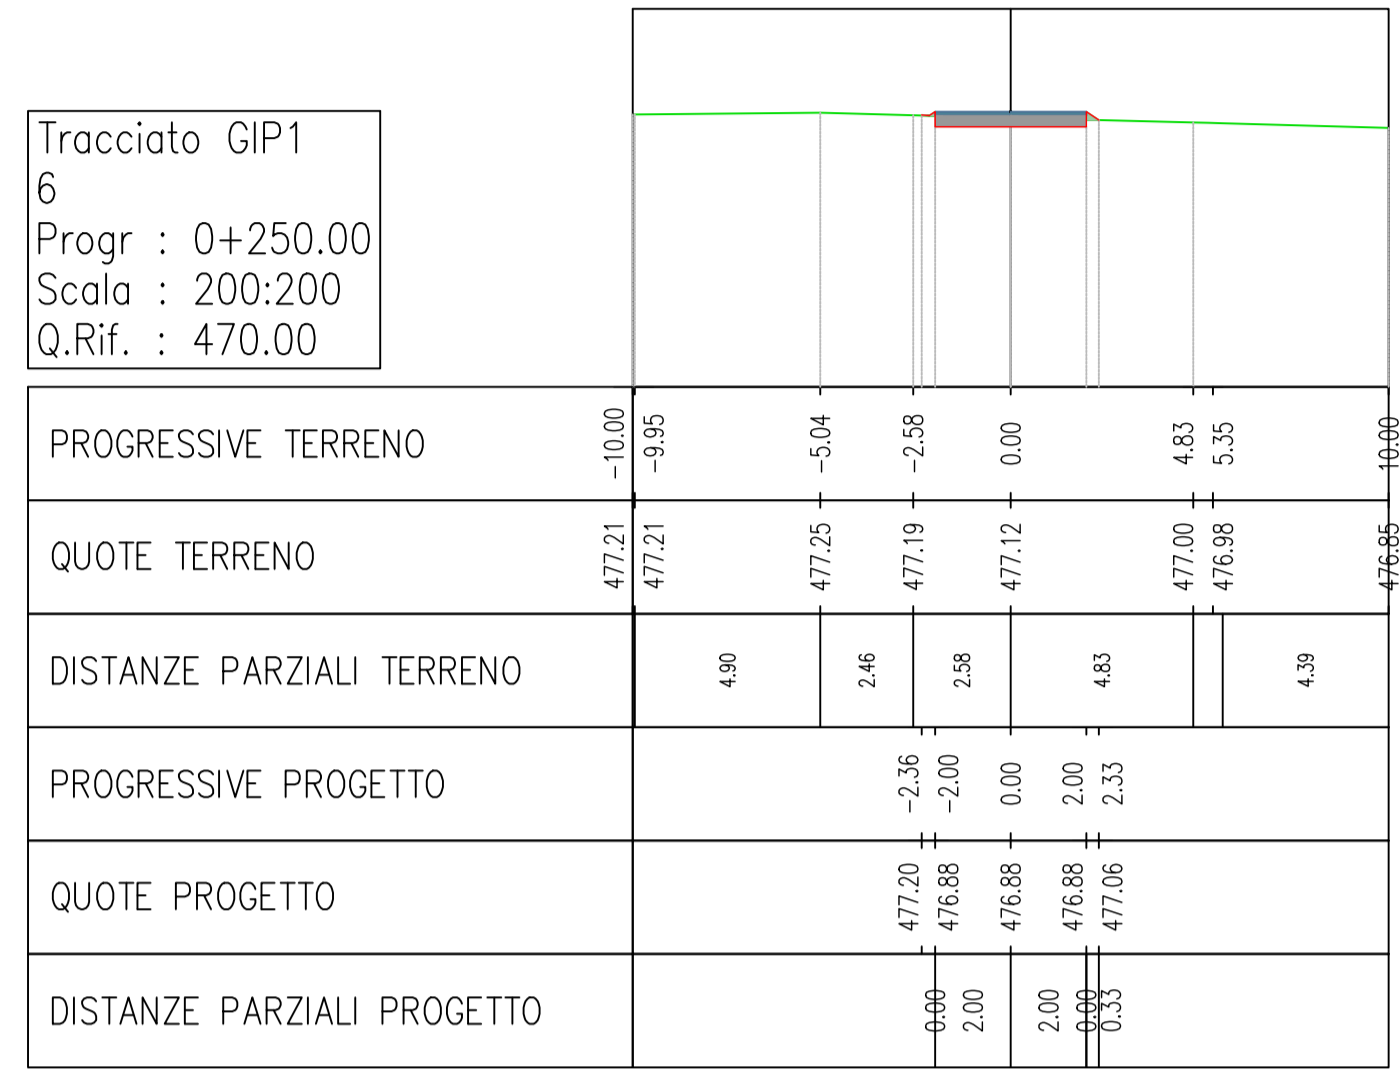 Tracciato GIP1
6
Progr : 0+250.00
Scala : 200:200
Q.Rif. : 470.00
PROGRESSIVE TERRENO -10.00 -9.95 -5.04 -2.58 0.00 4.83 5.35 10.00
QUOTE TERRENO 477.21 477.21 477.25 477.19 477.12 477.00 476.98 476.85
DISTANZE PARZIALI TERRENO 4.90 2.46 2.58 4.83 4.39
PROGRESSIVE PROGETTO -2.36 -2.00 0.00 2.00 2.33
QUOTE PROGETTO 477.20 476.88 476.88 476.88 477.06
DISTANZE PARZIALI PROGETTO 0.00 2.00 2.00 0.00 0.33